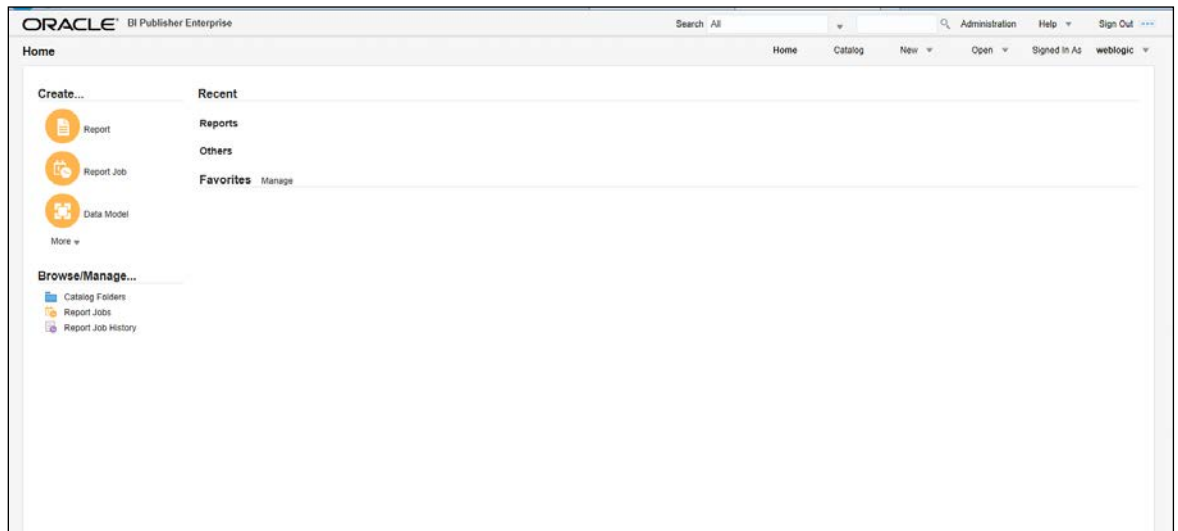 ORACLE BI Publisher Enterprise
Search All
Administration
Help
Sign Out
Home
Home
Catalog
New
Open
Signed In As weblogic
Create...
Report
Report Job
Data Model
More
Browse/Manage...
Catalog Folders
Report Jobs
Report Job History
Recent
Reports
Others
Favorites Manage